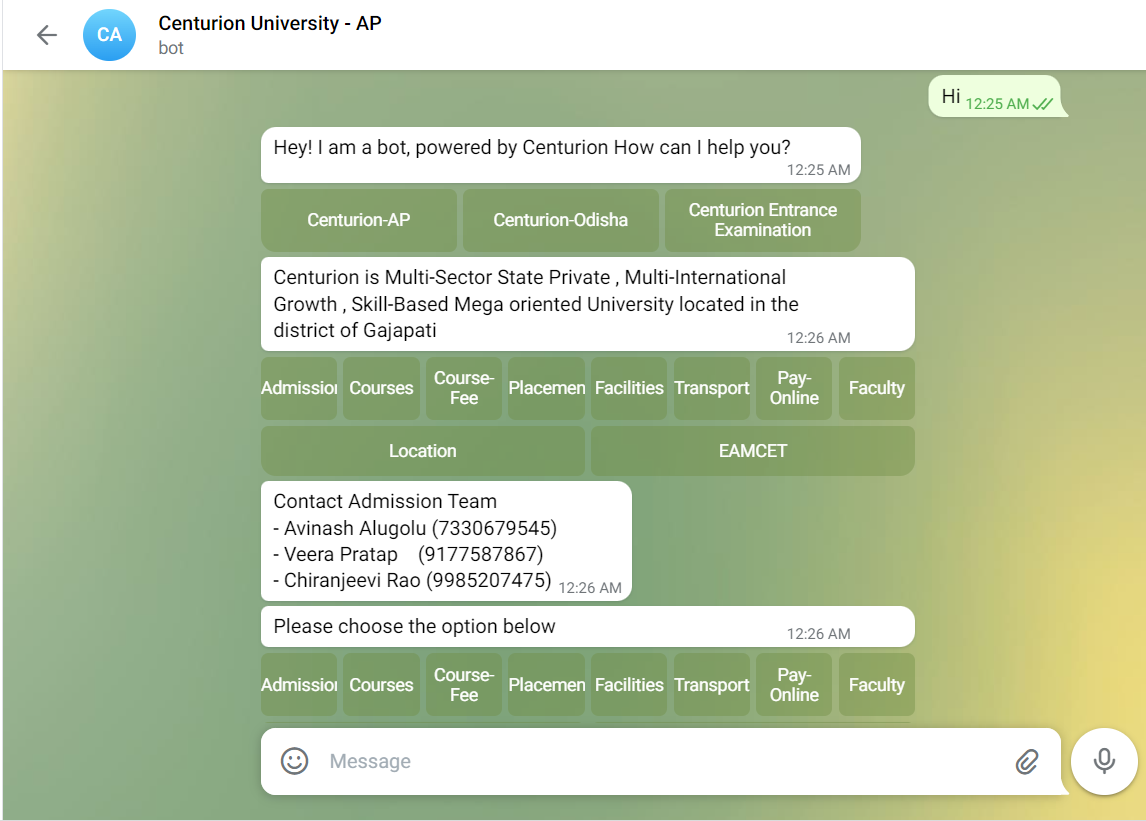 CA
Centurion University - AP
bot
Hi 12:25 AM
Hey! I am a bot, powered by Centurion How can I help you?
12:25 AM
Centurion-AP
Centurion-Odisha
Centurion Entrance
Examination
Centurion is Multi-Sector State Private , Multi-International
Growth , Skill-Based Mega oriented University located in the
district of Gajapati
12:26 AM
Admission
Courses
Course-
Fee
Placemen
Facilities
Transport
Pay-
Online
Faculty
Location
EAMCET
Contact Admission Team
- Avinash Alugolu (7330679545)
- Veera Pratap (9177587867)
- Chiranjeevi Rao (9985207475) 12:26 AM
Please choose the option below
12:26 AM
Admission
Courses
Course-
Fee
Placemen
Facilities
Transport
Pay-
Online
Faculty
Message